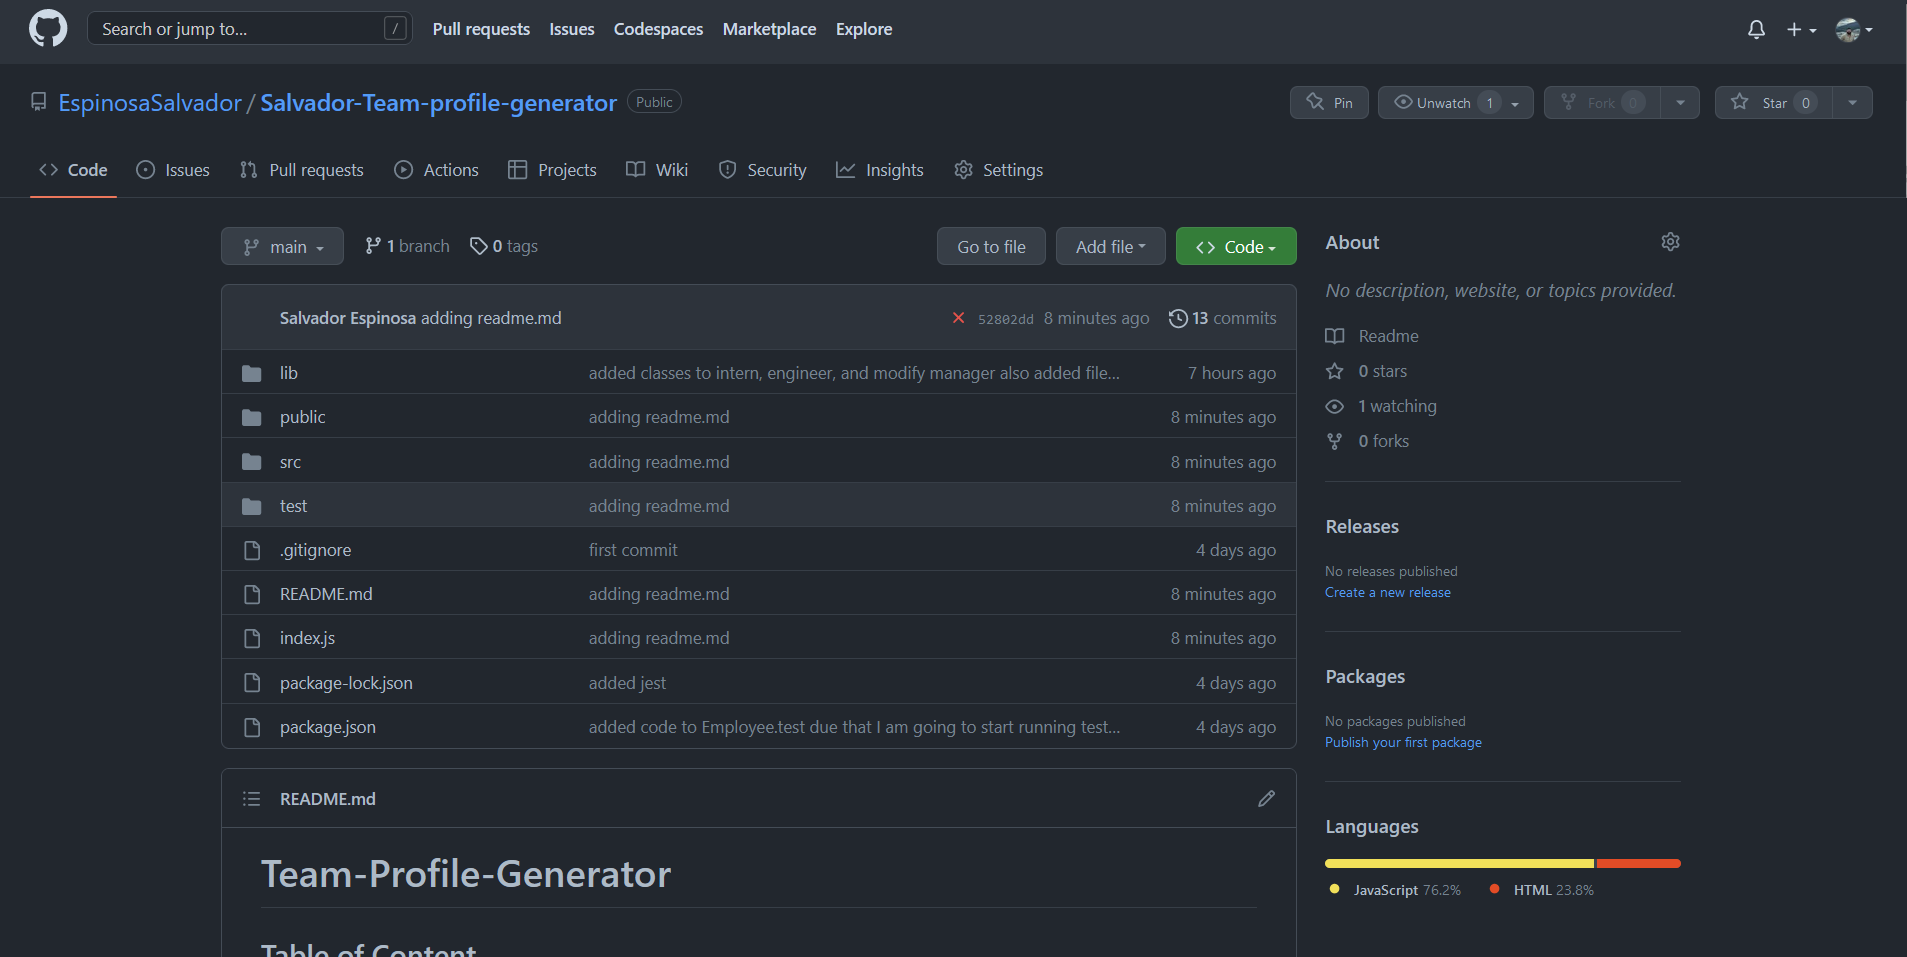 Search or jump to... /
Pull requests Issues Codespaces Marketplace Explore
EspinosaSalvador / Salvador-Team-profile-generator Public
Pin Unwatch 1 Fork 0 Star 0
Code Issues Pull requests Actions Projects Wiki Security Insights Settings
main 1 branch 0 tags Go to file Add file Code
Salvador Espinosa adding readme.md 52802dd 8 minutes ago 13 commits
lib added classes to intern, engineer, and modify manager also added file... 7 hours ago
public adding readme.md 8 minutes ago
src adding readme.md 8 minutes ago
test adding readme.md 8 minutes ago
.gitignore first commit 4 days ago
README.md adding readme.md 8 minutes ago
index.js adding readme.md 8 minutes ago
package-lock.json added jest 4 days ago
package.json added code to Employee.test due that I am going to start running test... 4 days ago
README.md
Team-Profile-Generator
Table of Content
About
No description, website, or topics provided.
Readme
0 stars
1 watching
0 forks
Releases
No releases published
Create a new release
Packages
No packages published
Publish your first package
Languages
JavaScript 76.2% HTML 23.8%